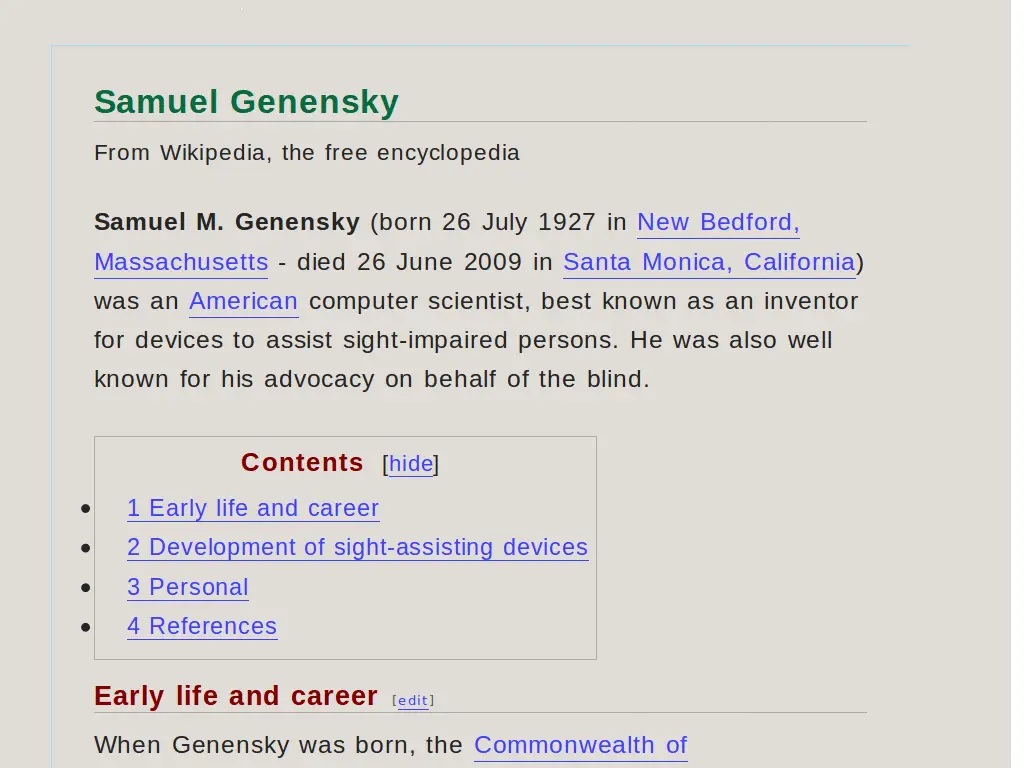 Samuel Genensky
From Wikipedia, the free encyclopedia
Samuel M. Genensky (born 26 July 1927 in New Bedford,
Massachusetts - died 26 June 2009 in Santa Monica, California)
was an American computer scientist, best known as an inventor
for devices to assist sight-impaired persons. He was also well
known for his advocacy on behalf of the blind.
Contents [hide]
1 Early life and career
2 Development of sight-assisting devices
3 Personal
4 References
Early life and career [edit]
When Genensky was born, the Commonwealth of